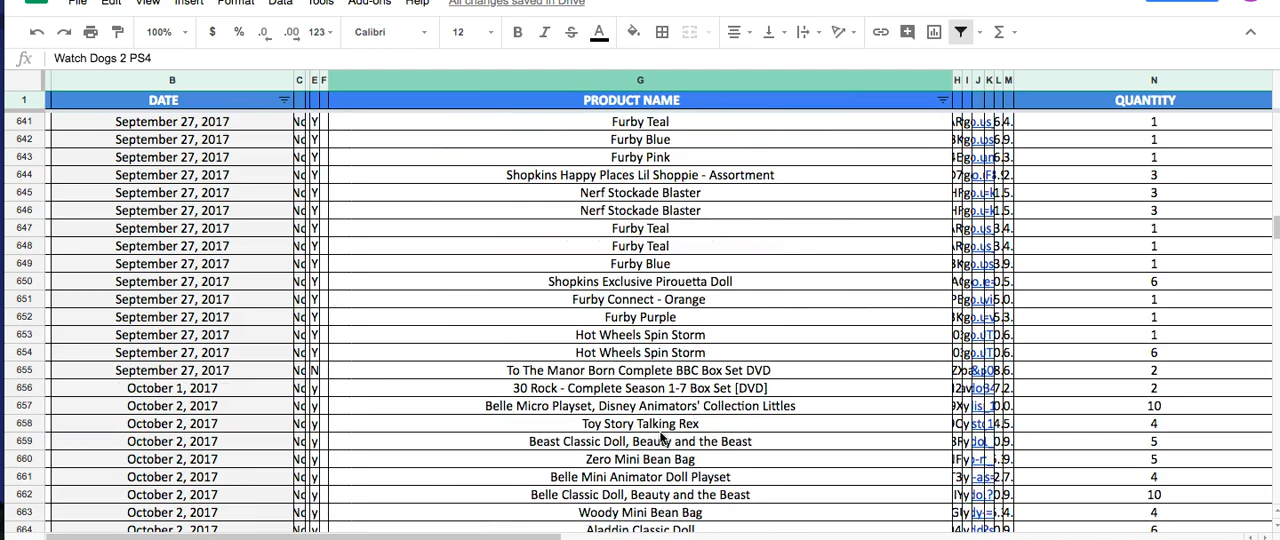 File Edit View Insert Format Data Tools Add-ons Help All changes saved in Drive
100% $ % .0 .00 123 Calibri 12 B I A
fx Watch Dogs 2 PS4
B C E F G H I J K L M N
1 DATE PRODUCT NAME QUANTITY
641 September 27, 2017 Y Furby Teal 1
642 September 27, 2017 Y Furby Blue 1
643 September 27, 2017 Y Furby Pink 1
644 September 27, 2017 Y Shopkins Happy Places Lil Shoppie - Assortment 3
645 September 27, 2017 Y Nerf Stockade Blaster 3
646 September 27, 2017 Y Nerf Stockade Blaster 3
647 September 27, 2017 Y Furby Teal 1
648 September 27, 2017 Y Furby Teal 1
649 September 27, 2017 Y Furby Blue 1
650 September 27, 2017 Y Shopkins Exclusive Pirouetta Doll 6
651 September 27, 2017 Y Furby Connect - Orange 1
652 September 27, 2017 Y Furby Purple 1
653 September 27, 2017 Y Hot Wheels Spin Storm 1
654 September 27, 2017 Y Hot Wheels Spin Storm 6
655 September 27, 2017 N To The Manor Born Complete BBC Box Set DVD 2
656 October 1, 2017 y 30 Rock - Complete Season 1-7 Box Set [DVD] 2
657 October 2, 2017 y Belle Micro Playset, Disney Animators' Collection Littles 10
658 October 2, 2017 y Toy Story Talking Rex 4
659 October 2, 2017 y Beast Classic Doll, Beauty and the Beast 5
660 October 2, 2017 y Zero Mini Bean Bag 5
661 October 2, 2017 y Belle Mini Animator Doll Playset 4
662 October 2, 2017 y Belle Classic Doll, Beauty and the Beast 10
663 October 2, 2017 y Woody Mini Bean Bag 4
664 October 2, 2017 y Aladdin Classic Doll 6